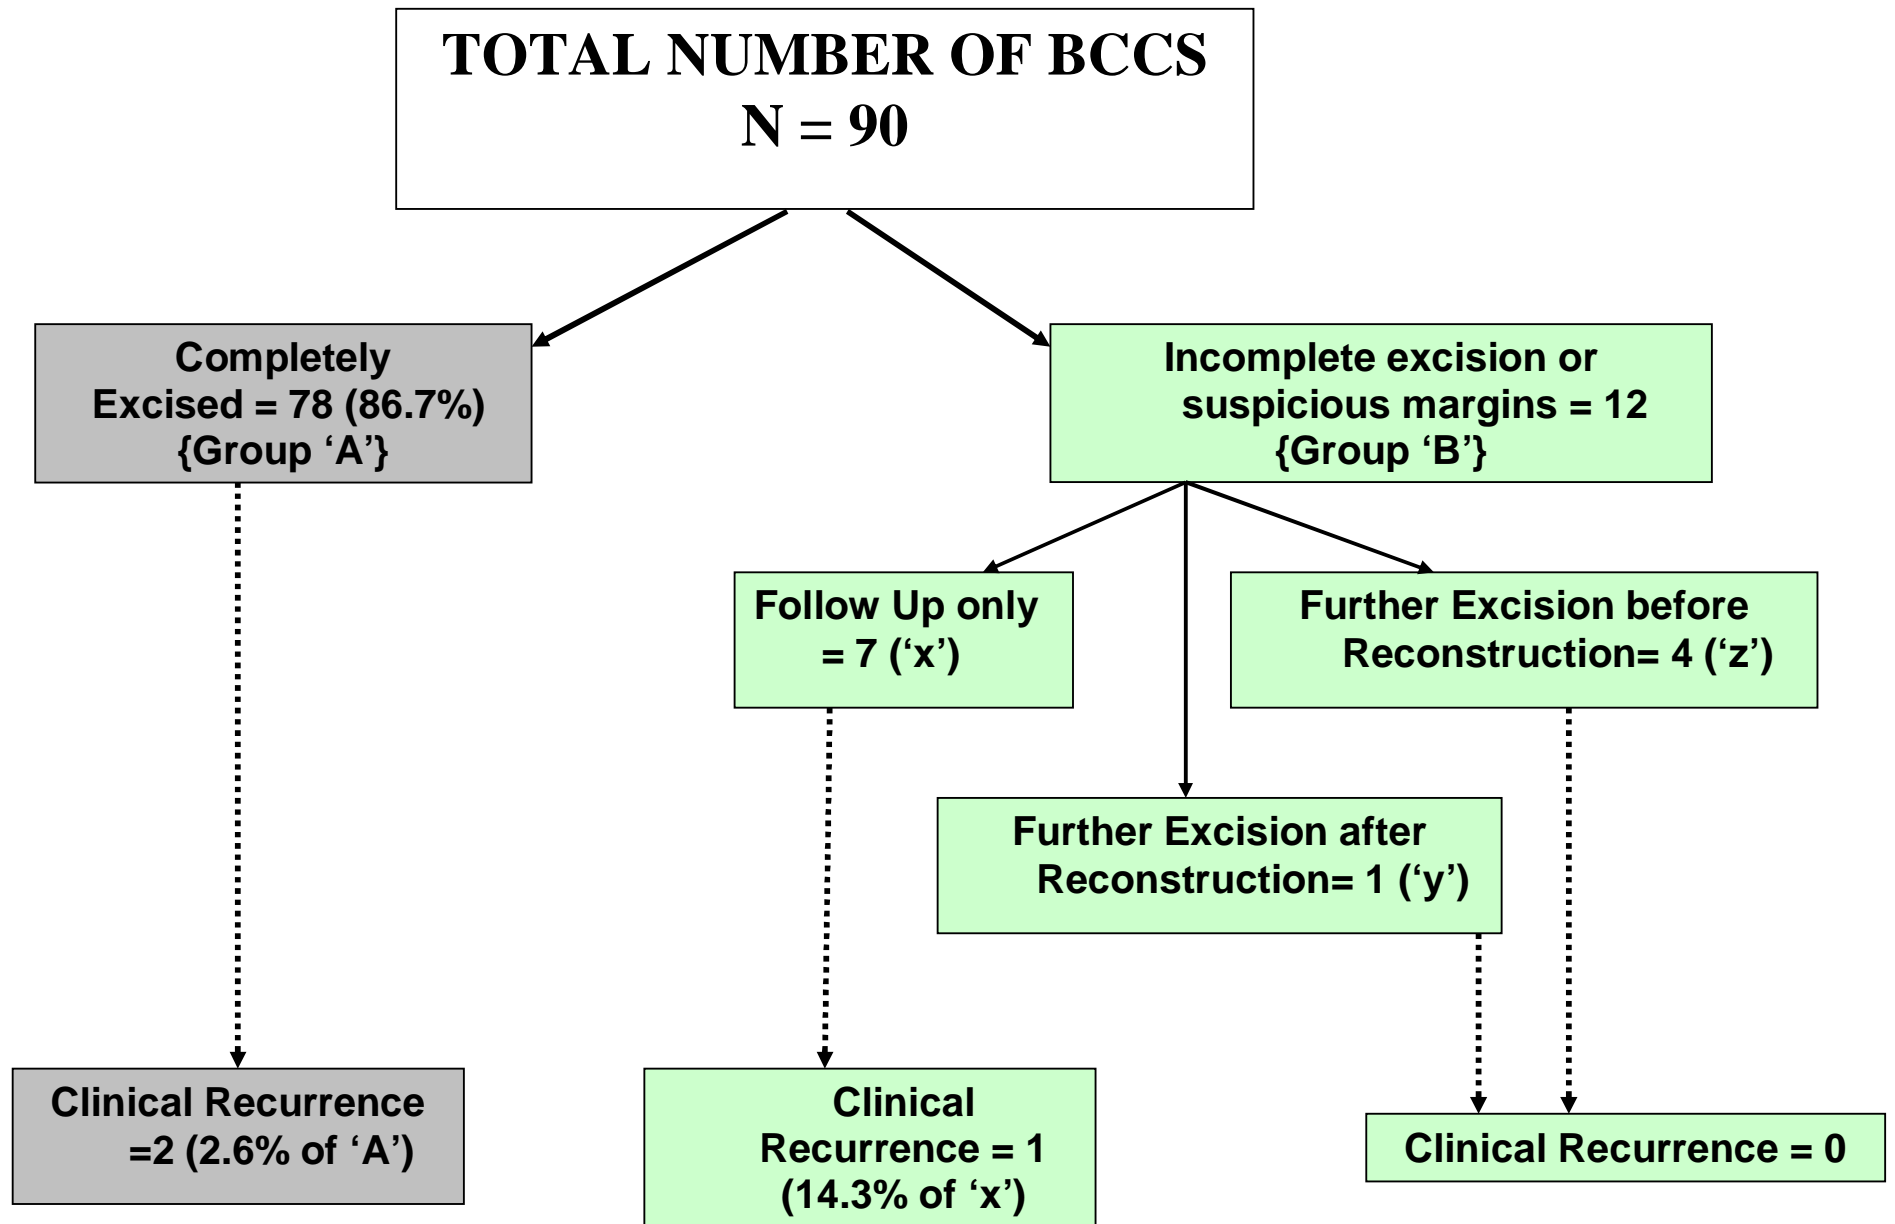 TOTAL NUMBER OF BCCS
N = 90
Completely
Excised = 78 (86.7%)
{Group ‘A’}
Incomplete excision or
suspicious margins = 12
{Group ‘B’}
Follow Up only
= 7 (‘x’)
Further Excision before
Reconstruction= 4 (‘z’)
Further Excision after
Reconstruction= 1 (‘y’)
Clinical Recurrence
=2 (2.6% of ‘A’)
Clinical
Recurrence = 1
(14.3% of ‘x’)
Clinical Recurrence = 0